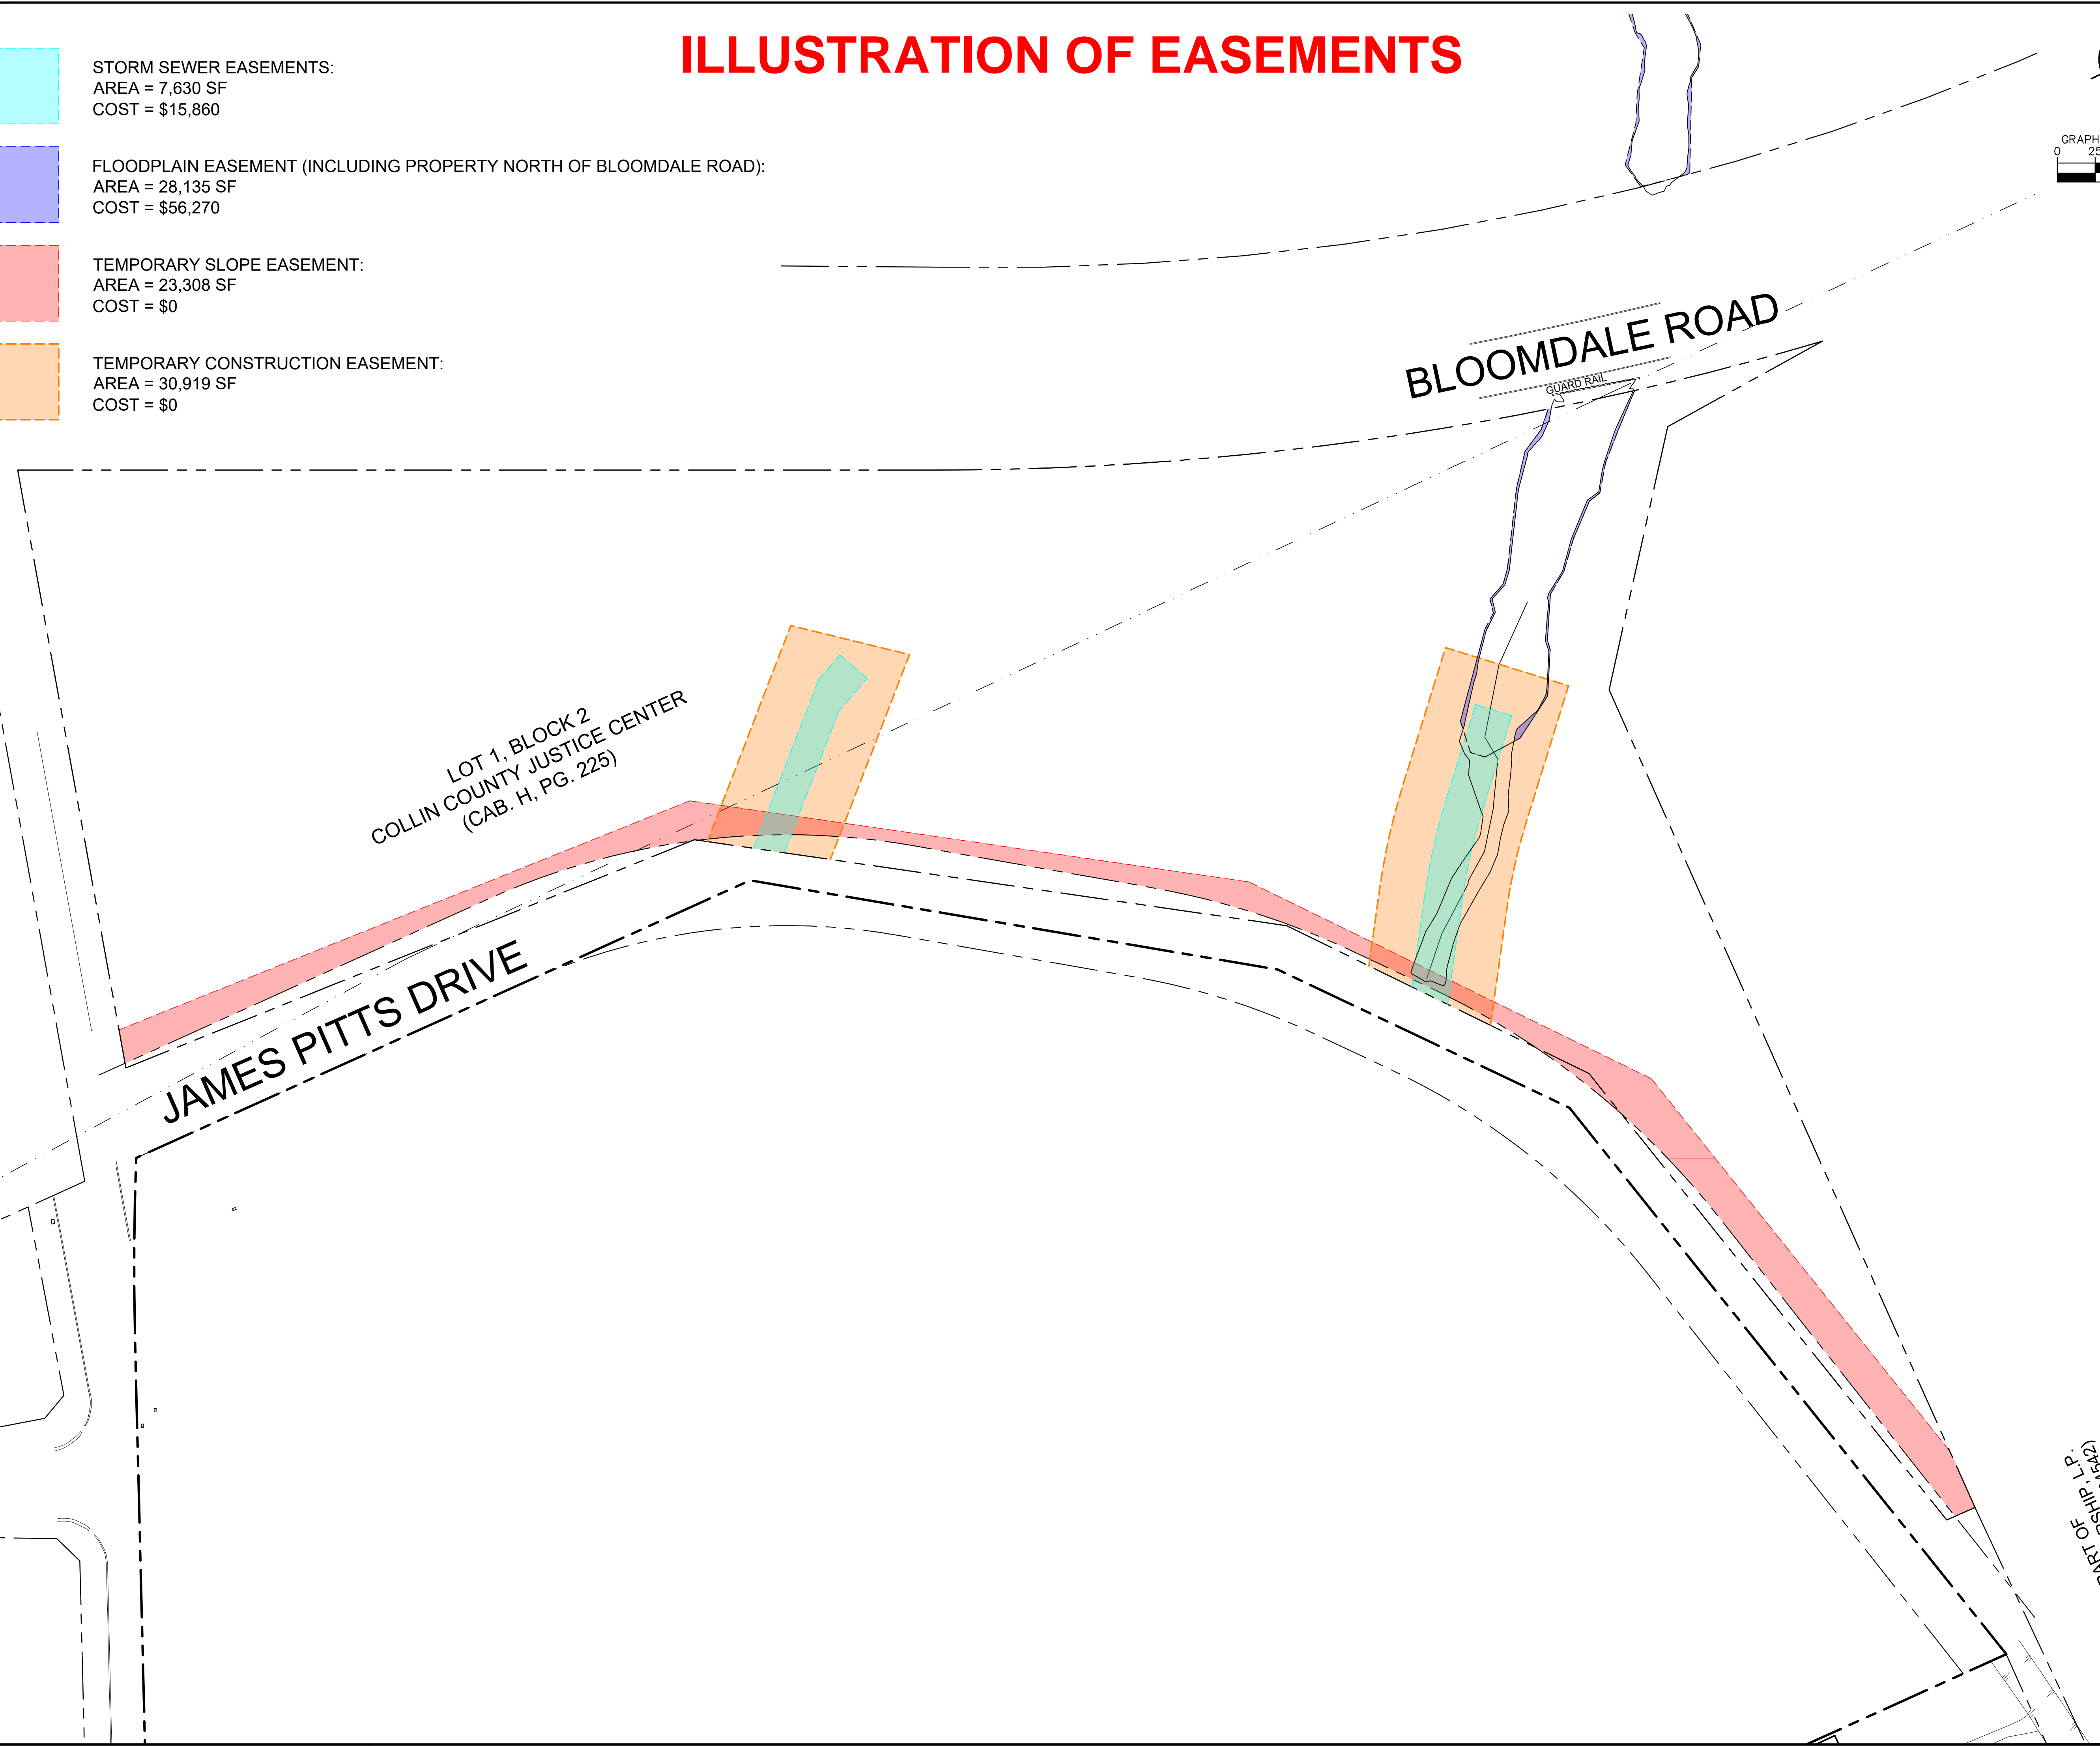 ILLUSTRATION OF EASEMENTS
STORM SEWER EASEMENTS:
AREA = 7,630 SF
COST = $15,860
FLOODPLAIN EASEMENT (INCLUDING PROPERTY NORTH OF BLOOMDALE ROAD):
AREA = 28,135 SF
COST = $56,270
TEMPORARY SLOPE EASEMENT:
AREA = 23,308 SF
COST = $0
TEMPORARY CONSTRUCTION EASEMENT:
AREA = 30,919 SF
COST = $0
GRAPH
0 25
BLOOMDALE ROAD
GUARD RAIL
LOT 1, BLOCK 2
COLLIN COUNTY JUSTICE CENTER
(CAB. H, PG. 225)
JAMES PITTS DRIVE
OF
L.P.